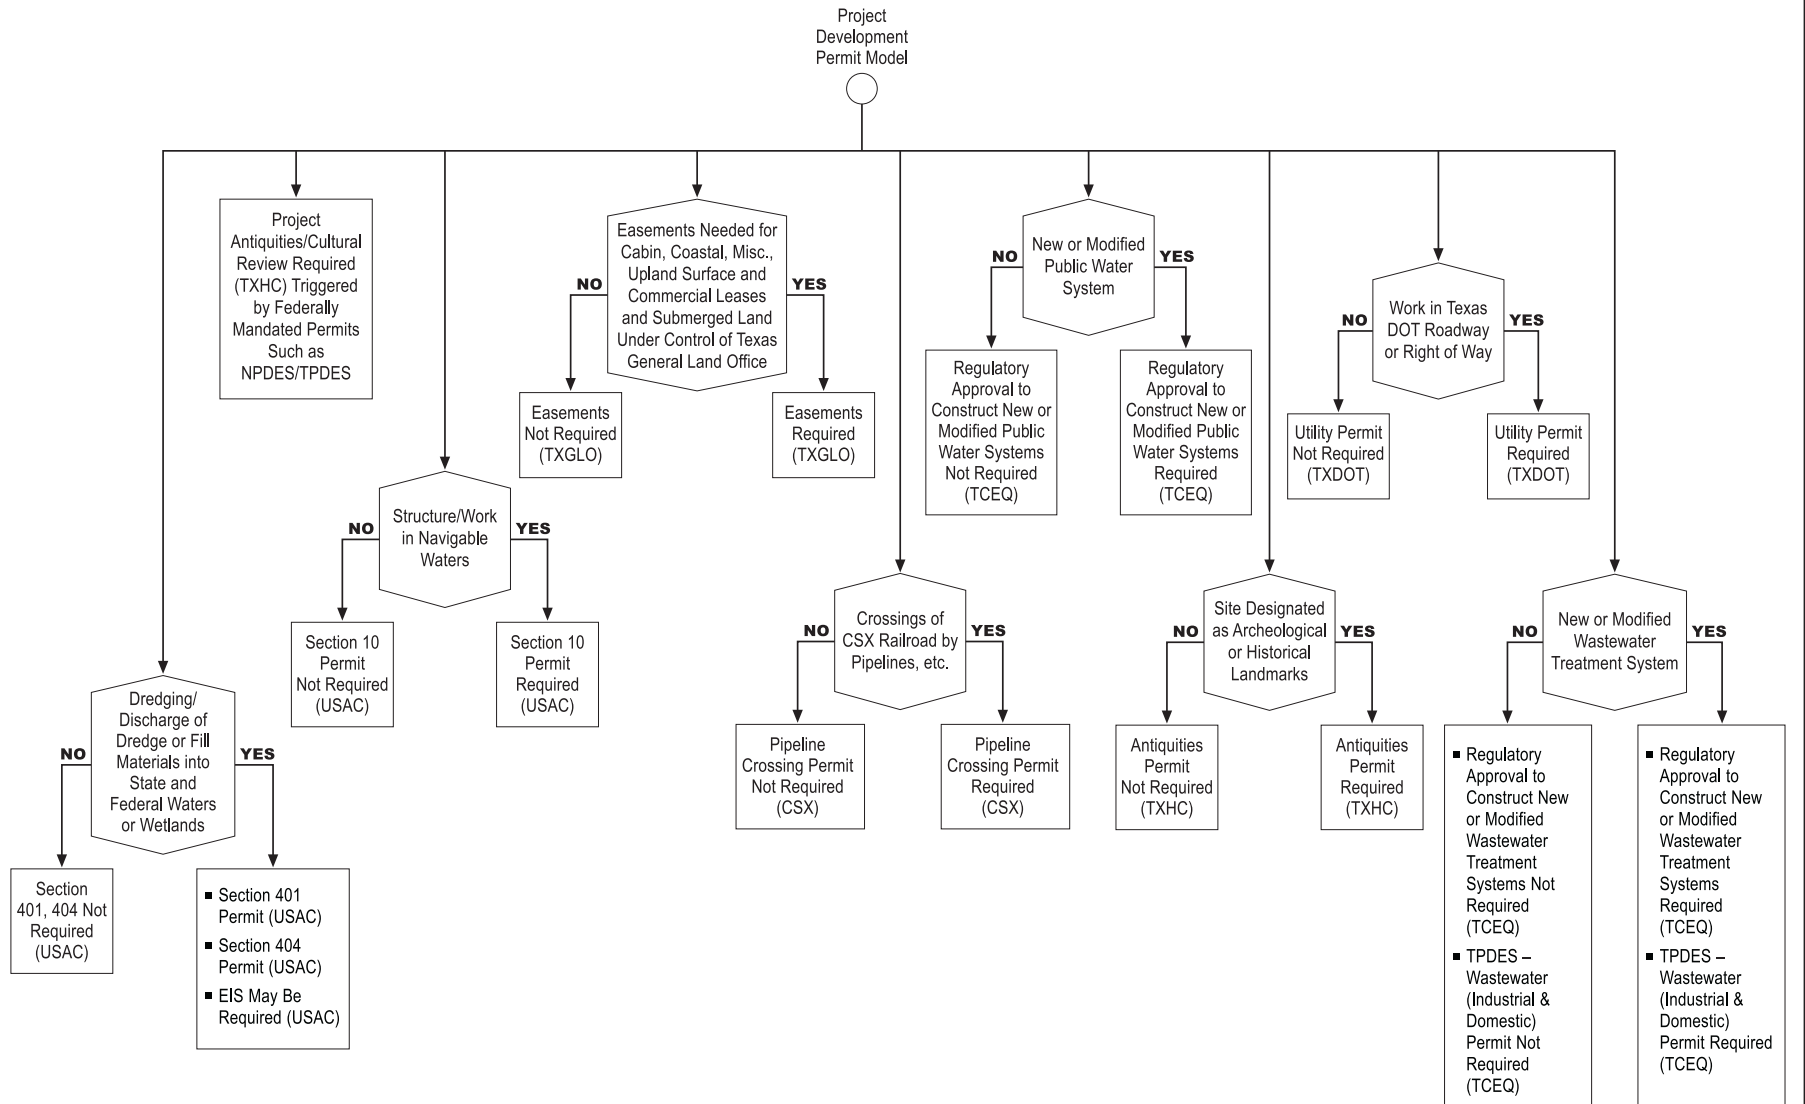 Project
Development
Permit Model
Project
Antiquities/Cultural
Review Required
(TXHC) Triggered
by Federally
Mandated Permits
Such as
NPDES/TPDES
Easements Needed for
Cabin, Coastal, Misc.,
Upland Surface and
Commercial Leases
and Submerged Land
Under Control of Texas
General Land Office
NO
YES
Easements
Not Required
(TXGLO)
Easements
Required
(TXGLO)
New or Modified
Public Water
System
NO
YES
Regulatory
Approval to
Construct New or
Modified Public
Water Systems
Not Required
(TCEQ)
Regulatory
Approval to
Construct New or
Modified Public
Water Systems
Required
(TCEQ)
Work in Texas
DOT Roadway
or Right of Way
NO
YES
Utility Permit
Not Required
(TXDOT)
Utility Permit
Required
(TXDOT)
Structure/Work
in Navigable
Waters
NO
YES
Section 10
Permit
Not Required
(USAC)
Section 10
Permit
Required
(USAC)
Crossings of
CSX Railroad by
Pipelines, etc.
NO
YES
Pipeline
Crossing Permit
Not Required
(CSX)
Pipeline
Crossing Permit
Required
(CSX)
Site Designated
as Archeological
or Historical
Landmarks
NO
YES
Antiquities
Permit
Not Required
(TXHC)
Antiquities
Permit
Required
(TXHC)
New or Modified
Wastewater
Treatment System
NO
YES
▪ Regulatory
Approval to
Construct New
or Modified
Wastewater
Treatment
Systems Not
Required
(TCEQ)
▪ TPDES –
Wastewater
(Industrial &
Domestic)
Permit Not
Required
(TCEQ)
▪ Regulatory
Approval to
Construct New
or Modified
Wastewater
Treatment
Systems
Required
(TCEQ)
▪ TPDES –
Wastewater
(Industrial &
Domestic)
Permit Required
(TCEQ)
Dredging/
Discharge of
Dredge or Fill
Materials into
State and
Federal Waters
or Wetlands
NO
YES
Section
401, 404 Not
Required
(USAC)
▪ Section 401
Permit (USAC)
▪ Section 404
Permit (USAC)
▪ EIS May Be
Required (USAC)